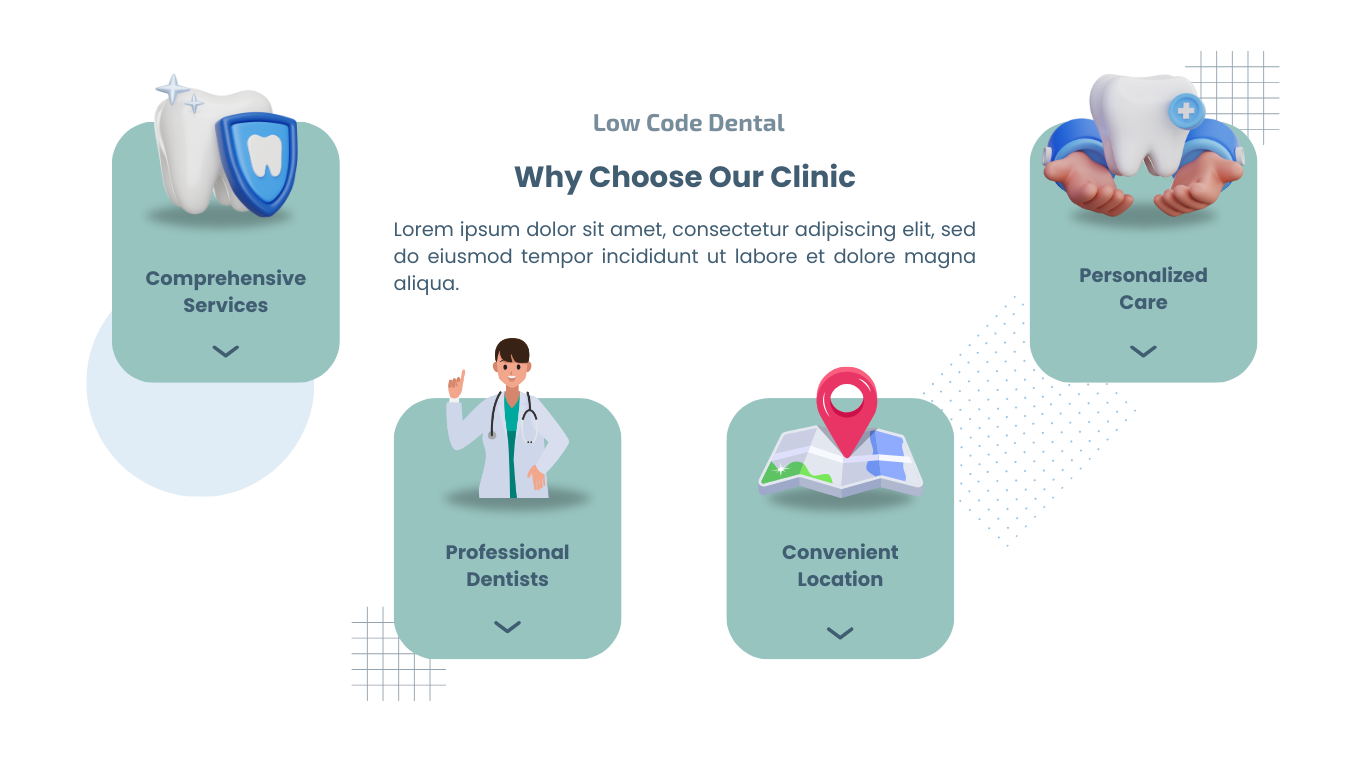 Low Code Dental
Why Choose Our Clinic
Lorem ipsum dolor sit amet, consectetur adipiscing elit, sed
do eiusmod tempor incididunt ut labore et dolore magna
aliqua.
Comprehensive
Services
Professional
Dentists
Convenient
Location
Personalized
Care